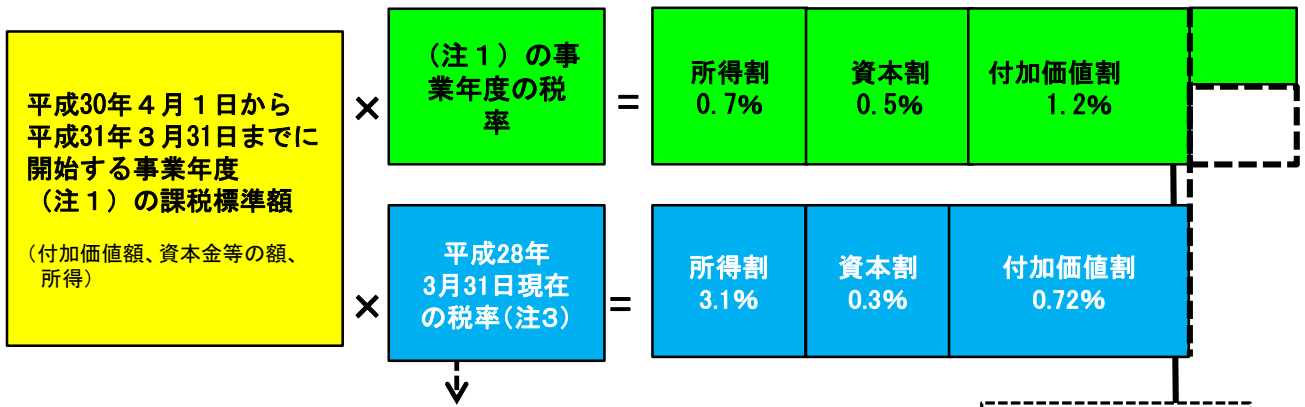 平成30年４月１日から
平成31年３月31日までに
開始する事業年度
（注１）の課税標準額
（付加価値額、資本金等の額、
所得）
×
（注１）の事
業年度の税
率
=
所得割
0.7%
資本割
0.5%
付加価値割
1.2%
×
平成28年
3月31日現在
の税率(注３)
=
所得割
3.1%
資本割
0.3%
付加価値割
0.72%